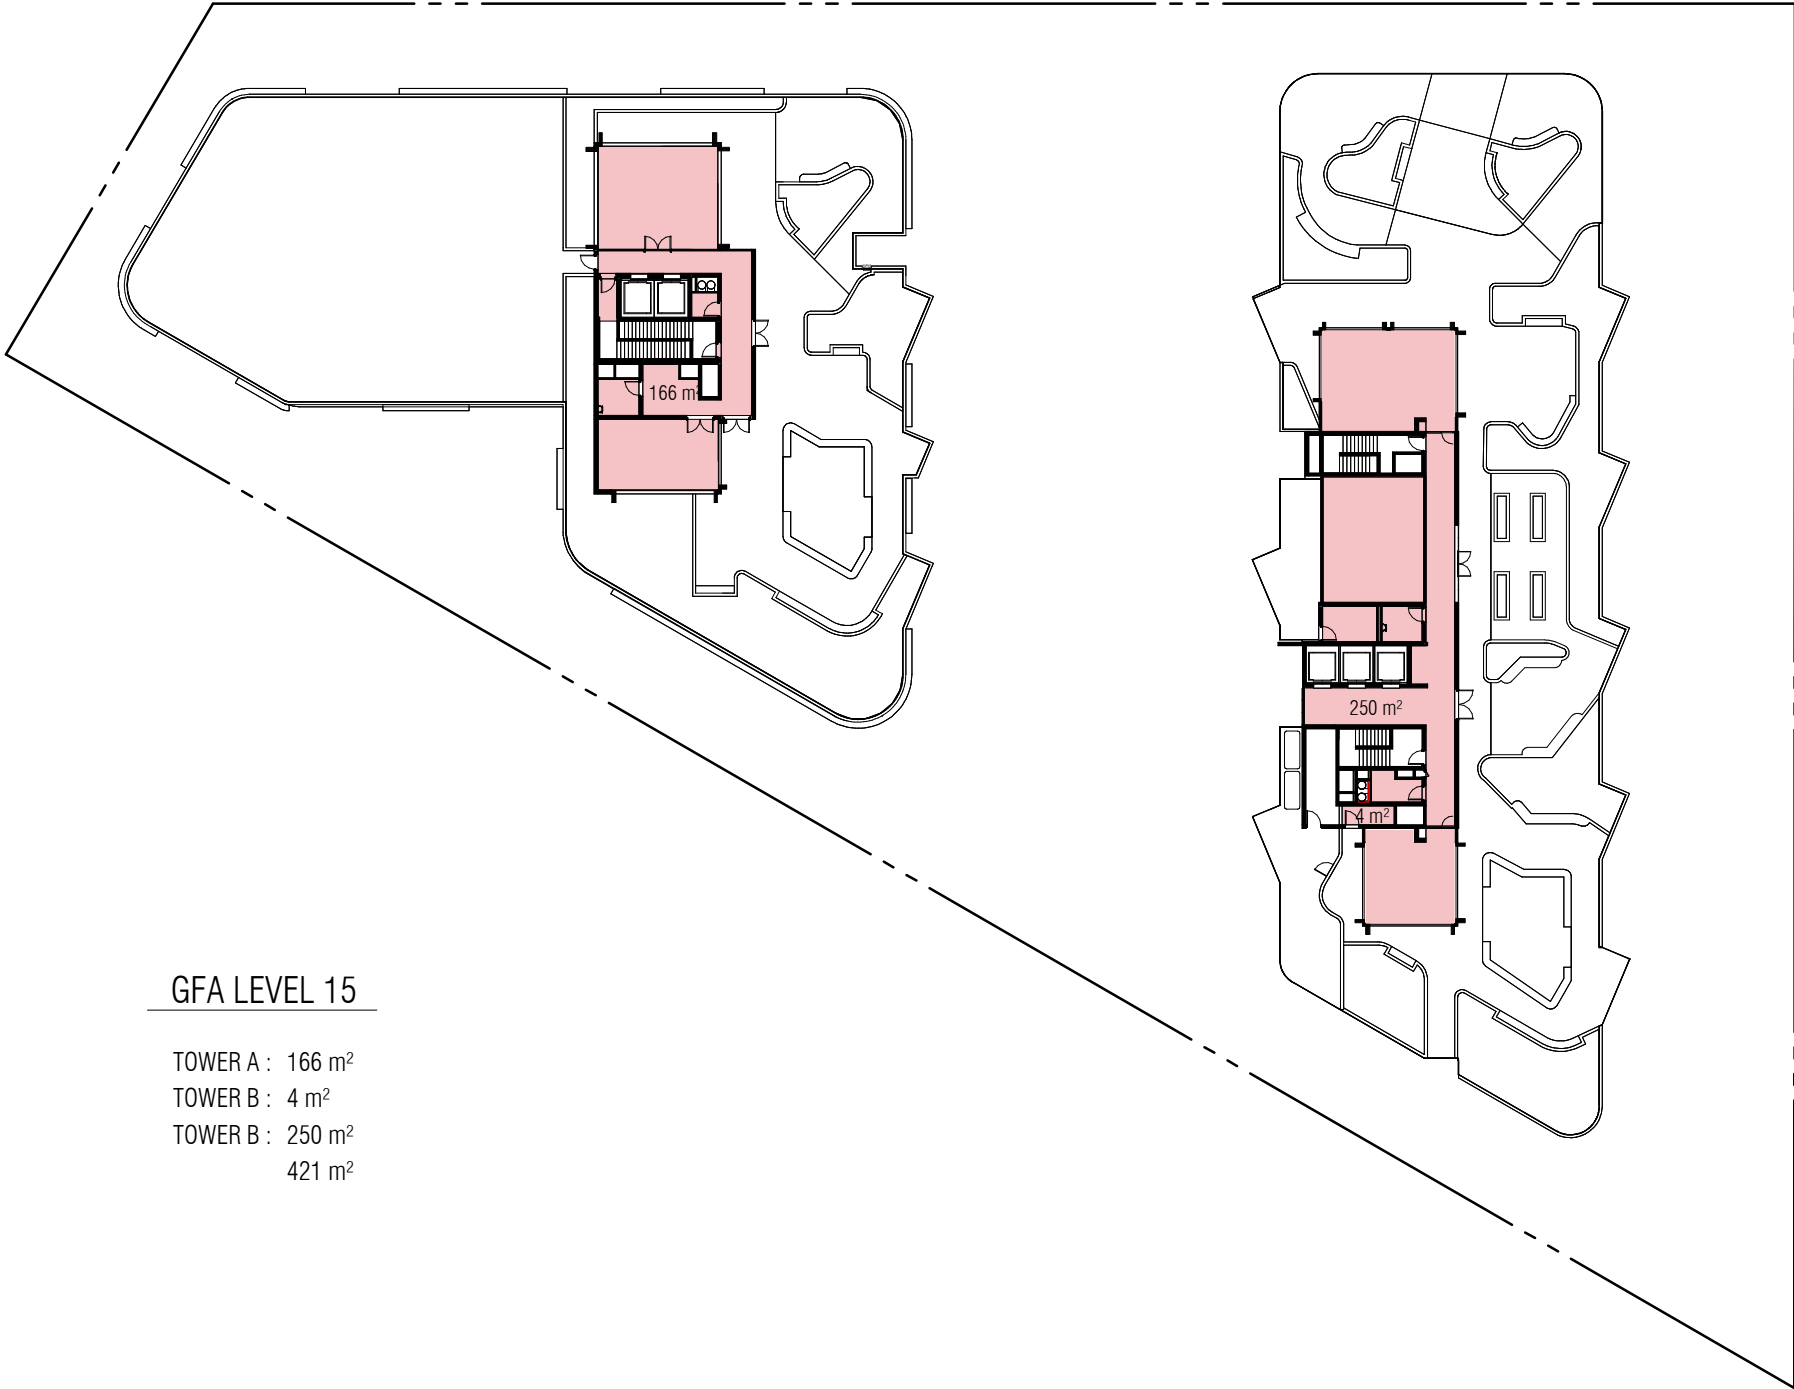 166 m²
250 m²
4 m²
GFA LEVEL 15
TOWER A : 166 m²
TOWER B : 4 m²
TOWER B : 250 m²
421 m²